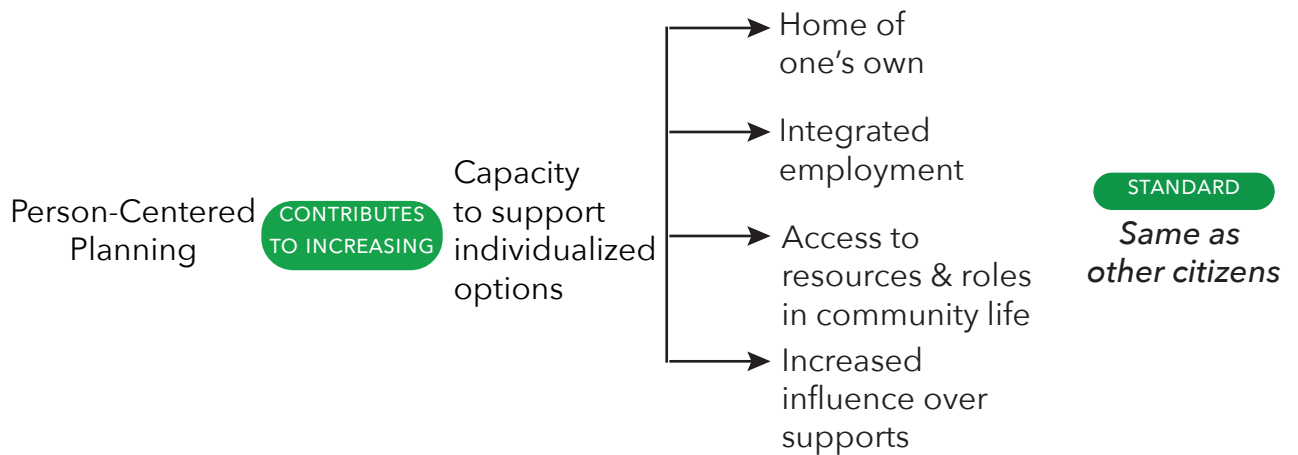 Person-Centered
Planning
CONTRIBUTES
TO INCREASING
Capacity
to support
individualized
options
Home of
one’s own
Integrated
employment
Access to
resources & roles
in community life
Increased
influence over
supports
STANDARD
Same as
other citizens